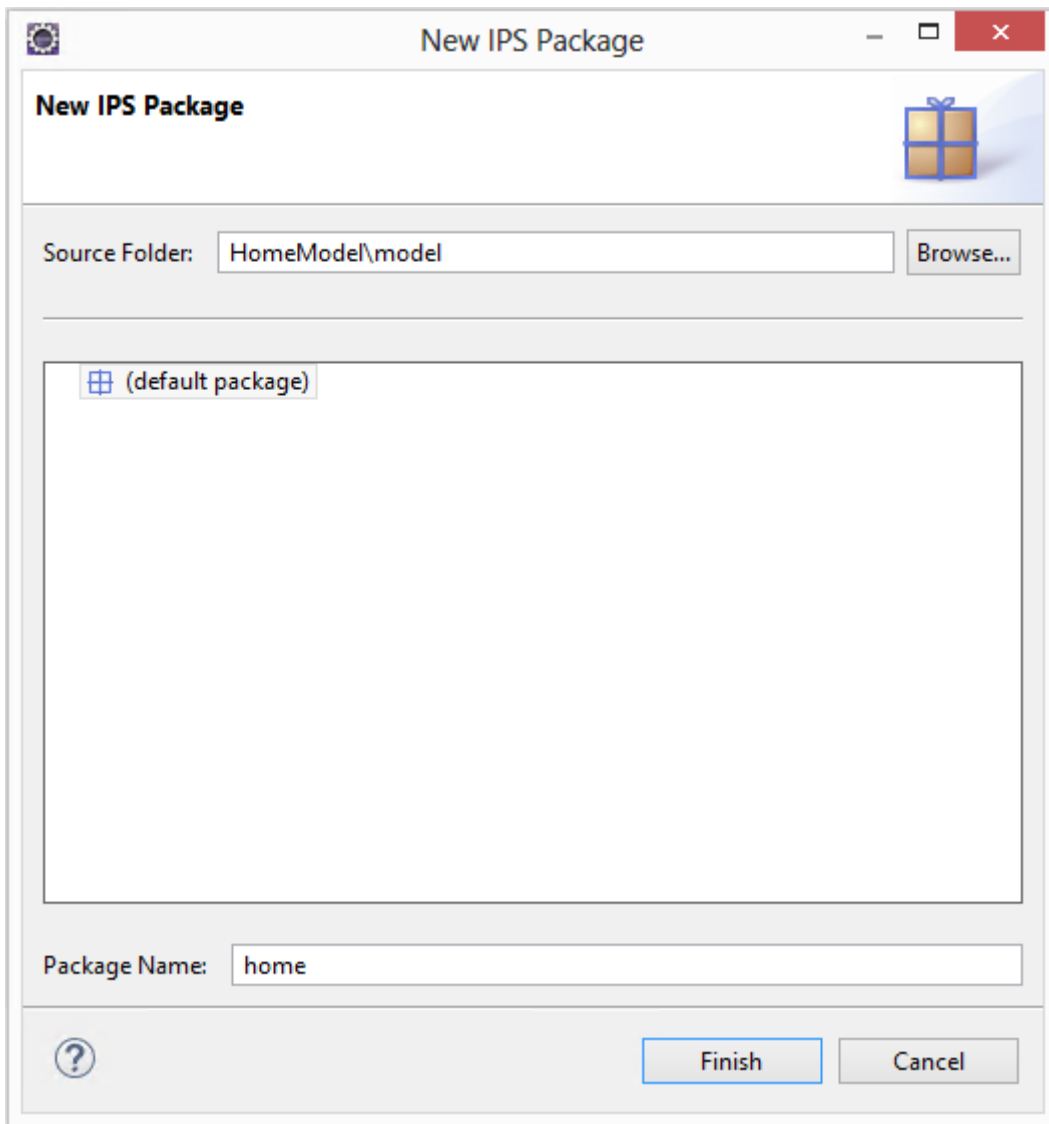 New IPS Package
New IPS Package
Source Folder: HomeModel\model Browse...
(default package)
Package Name: home
? Finish Cancel